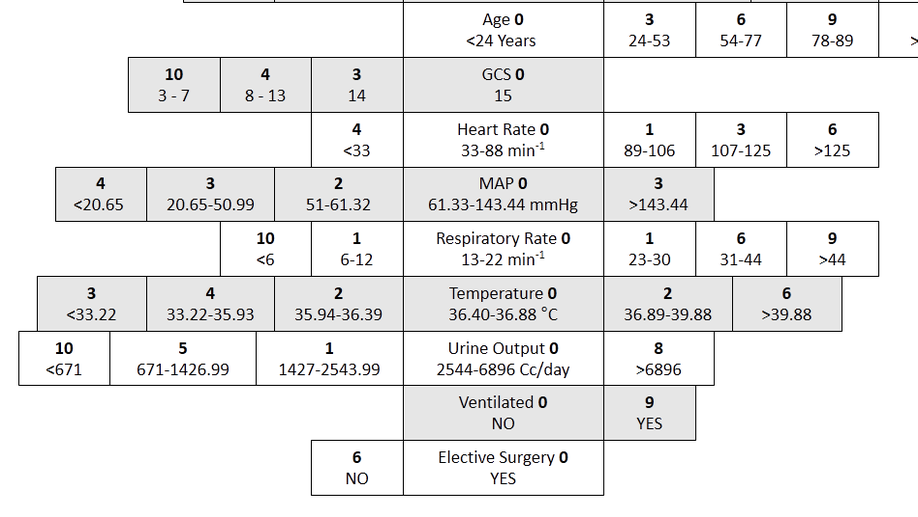 Age 0 3 6 9
<24 Years 24-53 54-77 78-89 >
10 4 3 GCS 0
3 - 7 8 - 13 14 15
4 Heart Rate 0 1 3 6
<33 33-88 min-1 89-106 107-125 >125
4 3 2 MAP 0 3
<20.65 20.65-50.99 51-61.32 61.33-143.44 mmHg >143.44
10 1 Respiratory Rate 0 1 6 9
<6 6-12 13-22 min-1 23-30 31-44 >44
3 4 2 Temperature 0 2 6
<33.22 33.22-35.93 35.94-36.39 36.40-36.88 °C 36.89-39.88 >39.88
10 5 1 Urine Output 0 8
<671 671-1426.99 1427-2543.99 2544-6896 Cc/day >6896
Ventilated 0 9
NO YES
6 Elective Surgery 0
NO YES